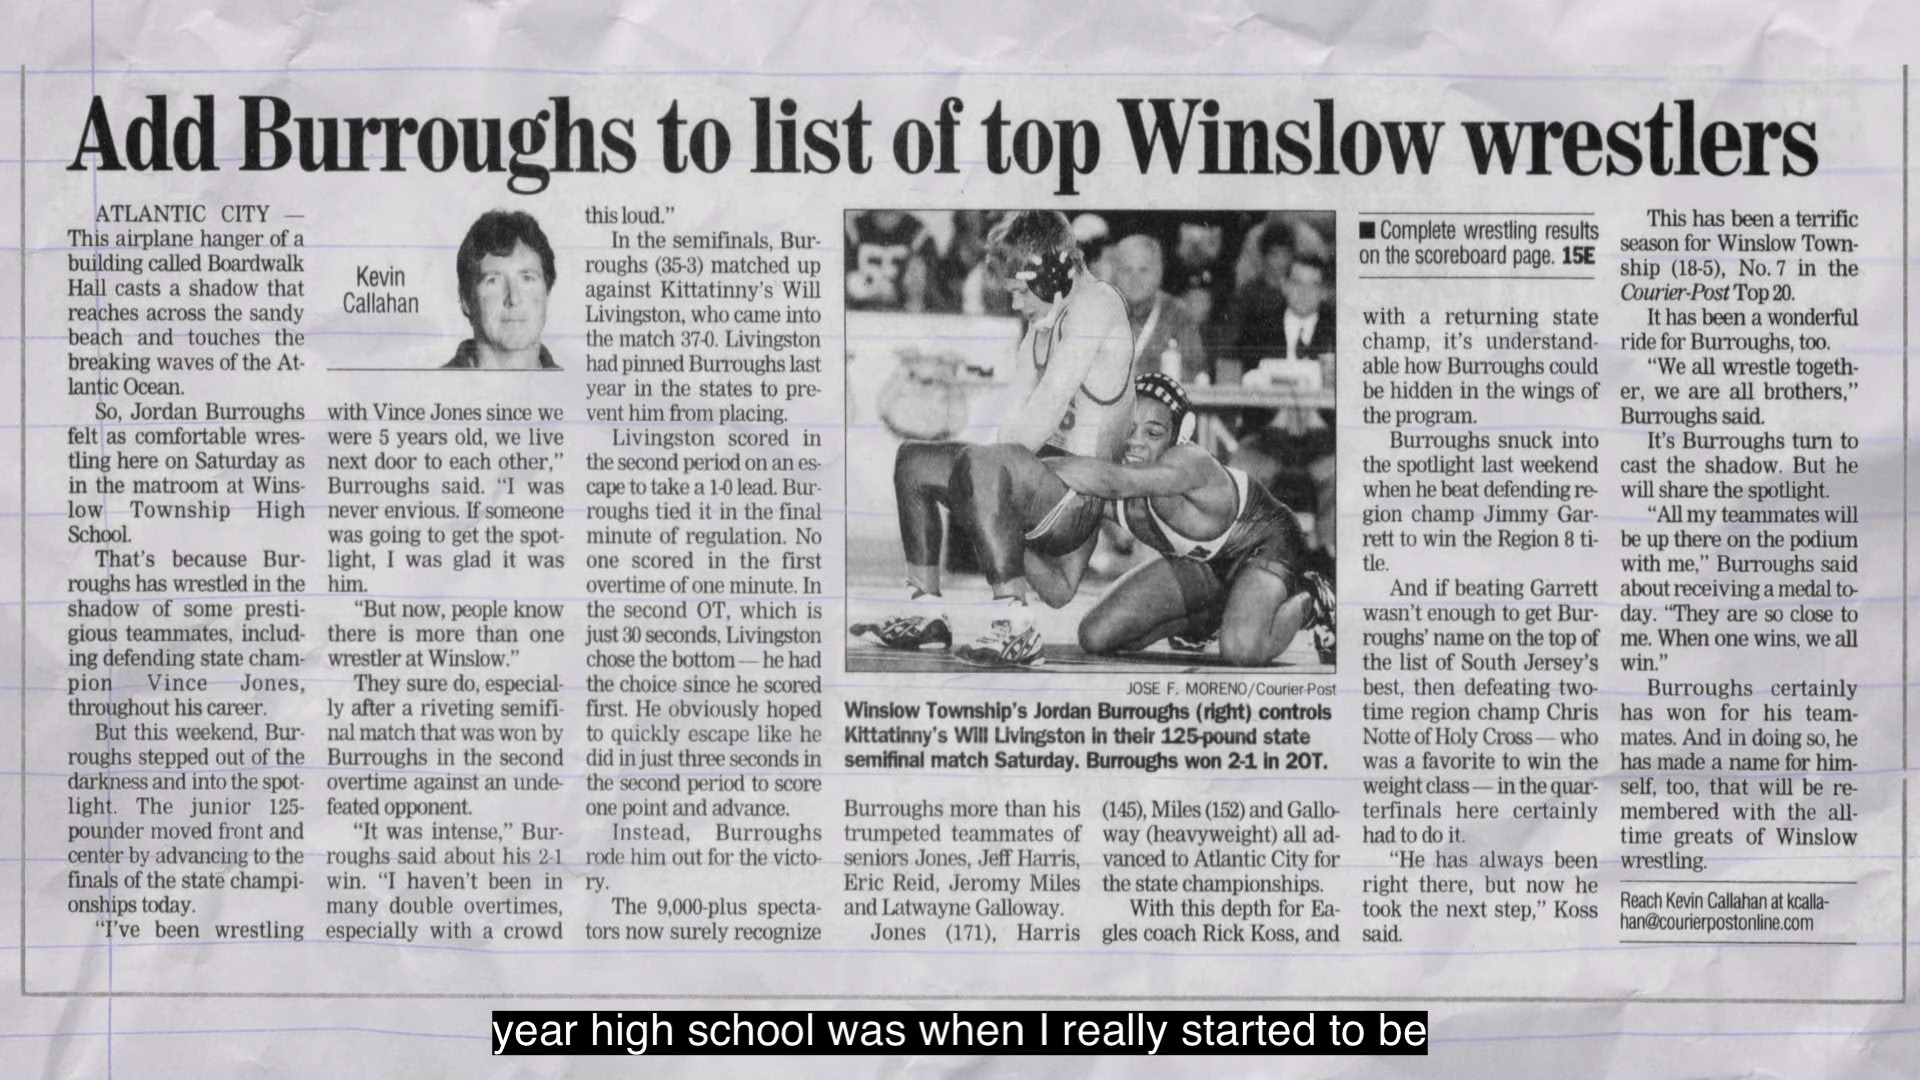 Add Burroughs to list of top Winslow wrestlers
ATLANTIC CITY —
This airplane hanger of a
building called Boardwalk
Hall casts a shadow that
reaches across the sandy
beach and touches the
breaking waves of the At-
lantic Ocean.
So, Jordan Burroughs
felt as comfortable wres-
tling here on Saturday as
in the matroom at Wins-
low Township High
School.
That's because Bur-
roughs has wrestled in the
shadow of some presti-
gious teammates, includ-
ing defending state cham-
pion Vince Jones,
throughout his career.
But this weekend, Bur-
roughs stepped out of the
darkness and into the spot-
light. The junior 125-
pounder moved front and
center by advancing to the
finals of the state champi-
onships today.
"I've been wrestling
Kevin
Callahan
with Vince Jones since we
were 5 years old, we live
next door to each other,"
Burroughs said. "I was
never envious. If someone
was going to get the spot-
light, I was glad it was
him.
"But now, people know
there is more than one
wrestler at Winslow."
They sure do, especial-
ly after a riveting semifi-
nal match that was won by
Burroughs in the second
overtime against an unde-
feated opponent.
"It was intense," Bur-
roughs said about his 2-1
win. "I haven't been in
many double overtimes,
especially with a crowd
this loud."
In the semifinals, Bur-
roughs (35-3) matched up
against Kittatinny's Will
Livingston, who came into
the match 37-0. Livingston
had pinned Burroughs last
year in the states to pre-
vent him from placing.
Livingston scored in
the second period on an es-
cape to take a 1-0 lead. Bur-
roughs tied it in the final
minute of regulation. No
one scored in the first
overtime of one minute. In
the second OT, which is
just 30 seconds, Livingston
chose the bottom — he had
the choice since he scored
first. He obviously hoped
to quickly escape like he
did in just three seconds in
the second period to score
one point and advance.
Instead, Burroughs
rode him out for the victo-
ry.
The 9,000-plus specta-
tors now surely recognize
JOSE F. MORENO/Courier-Post
Winslow Township's Jordan Burroughs (right) controls
Kittatinny's Will Livingston in their 125-pound state
semifinal match Saturday. Burroughs won 2-1 in 2OT.
Burroughs more than his
trumpeted teammates of
seniors Jones, Jeff Harris,
Eric Reid, Jeromy Miles
and Latwayne Galloway.
Jones (171), Harris
(145), Miles (152) and Gallo-
way (heavyweight) all ad-
vanced to Atlantic City for
the state championships.
With this depth for Ea-
gles coach Rick Koss, and
■ Complete wrestling results
on the scoreboard page. 15E
with a returning state
champ, it's understand-
able how Burroughs could
be hidden in the wings of
the program.
Burroughs snuck into
the spotlight last weekend
when he beat defending re-
gion champ Jimmy Gar-
rett to win the Region 8 ti-
tle.
And if beating Garrett
wasn't enough to get Bur-
roughs' name on the top of
the list of South Jersey's
best, then defeating two-
time region champ Chris
Notte of Holy Cross — who
was a favorite to win the
weight class — in the quar-
terfinals here certainly
had to do it.
"He has always been
right there, but now he
took the next step," Koss
said.
This has been a terrific
season for Winslow Town-
ship (18-5), No. 7 in the
Courier-Post Top 20.
It has been a wonderful
ride for Burroughs, too.
"We all wrestle togeth-
er, we are all brothers,"
Burroughs said.
It's Burroughs turn to
cast the shadow. But he
will share the spotlight.
"All my teammates will
be up there on the podium
with me," Burroughs said
about receiving a medal to-
day. "They are so close to
me. When one wins, we all
win."
Burroughs certainly
has won for his team-
mates. And in doing so, he
has made a name for him-
self, too, that will be re-
membered with the all-
time greats of Winslow
wrestling.
Reach Kevin Callahan at kcalla-
han@courierpostonline.com
year high school was when I really started to be